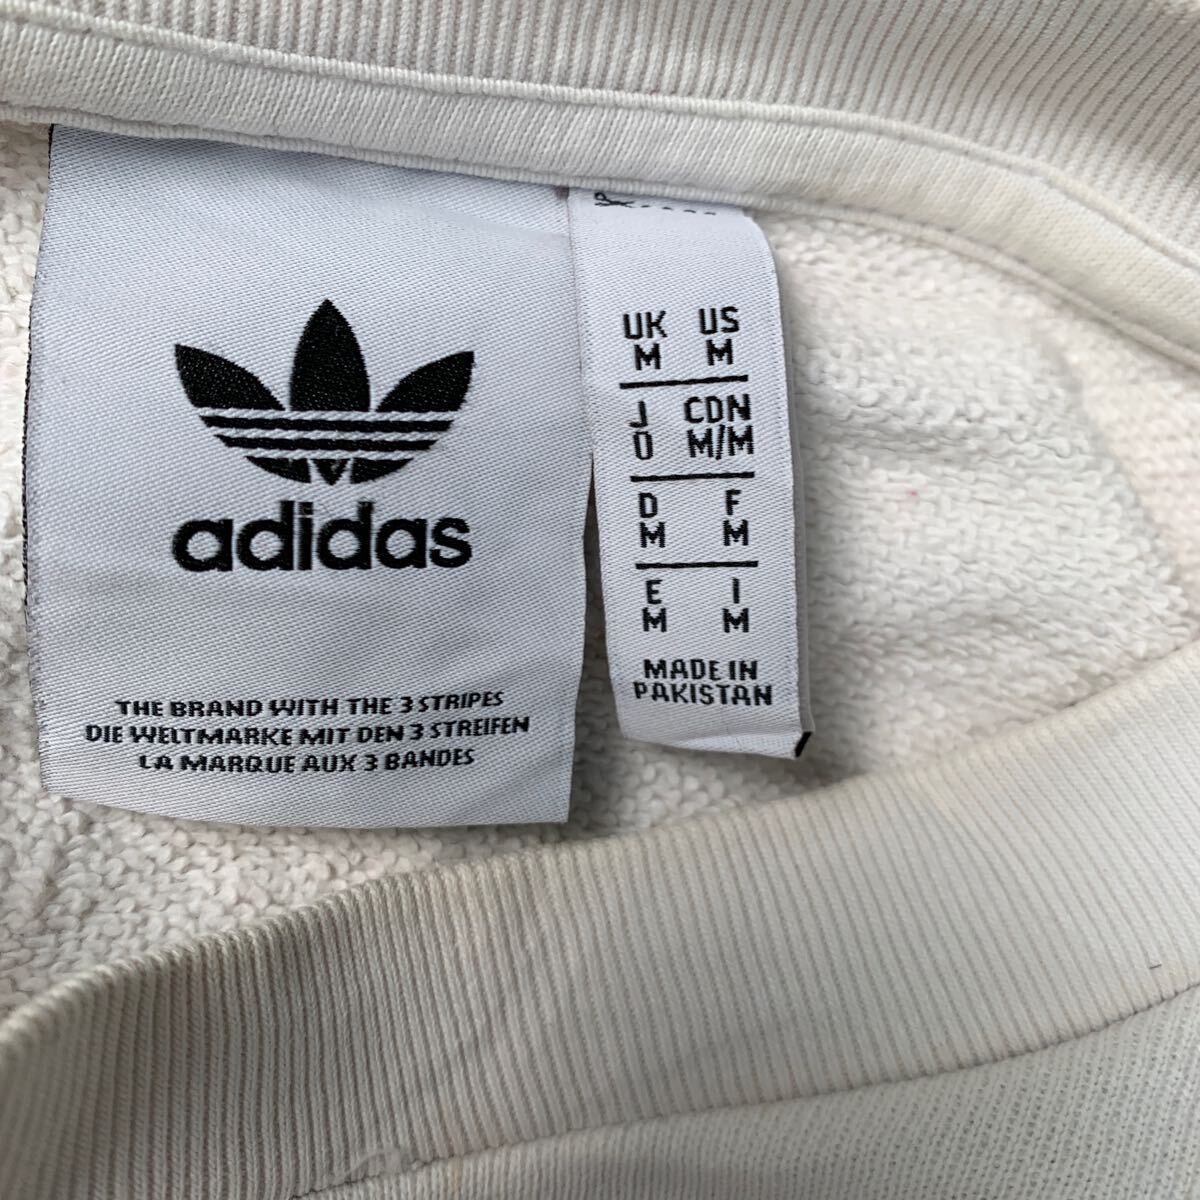 adidas
THE BRAND WITH THE 3 STRIPES
DIE WELTMARKE MIT DEN 3 STREIFEN
LA MARQUE AUX 3 BANDES
UK US
M M
J CDN
O M/M
D F
M M
E I
M M
MADE IN
PAKISTAN